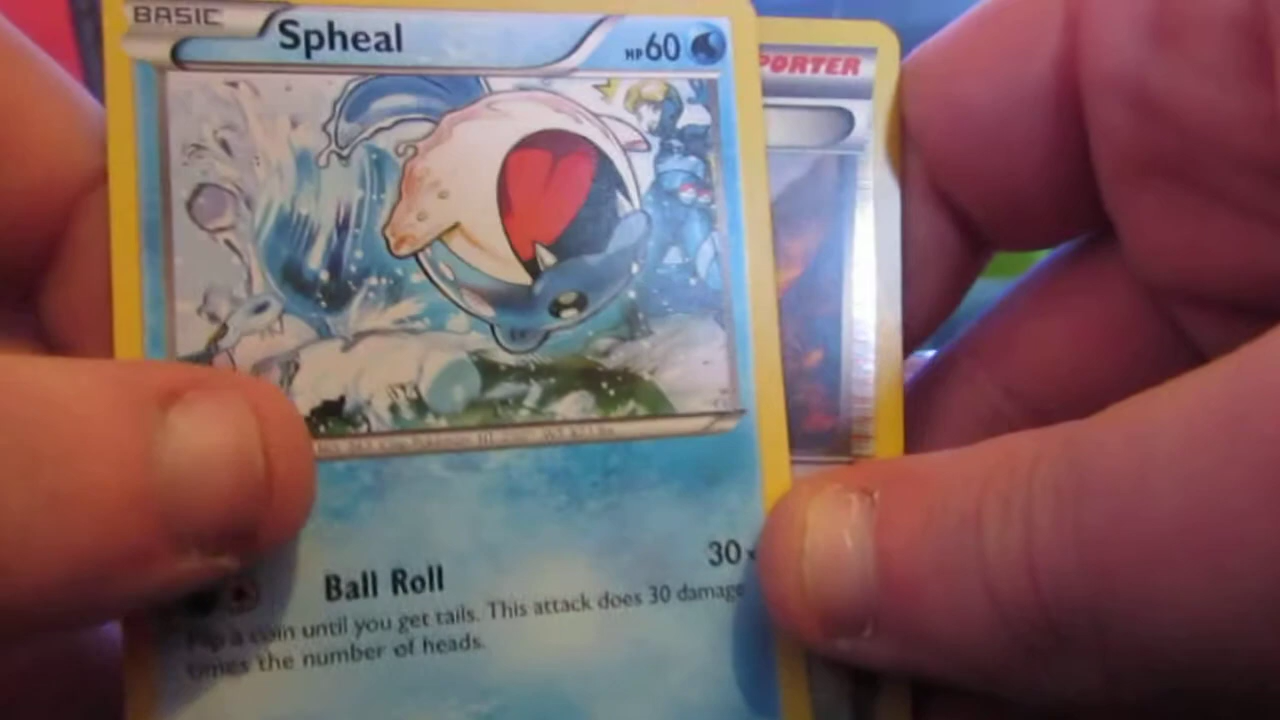 BASIC
Spheal
HP60
PORTER
Ball Roll
30×
a coin until you get tails. This attack does 30 damage
times the number of heads.